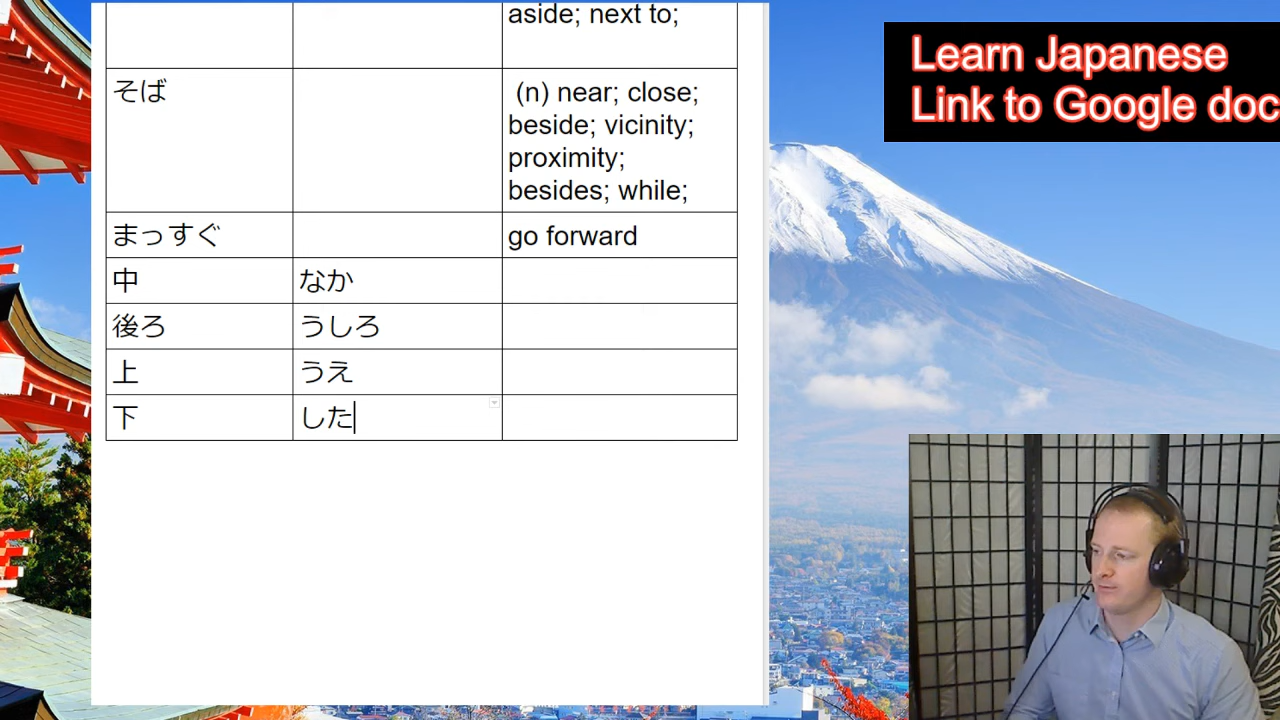 aside; next to;
そば
(n) near; close;
beside; vicinity;
proximity;
besides; while;
まっすぐ
go forward
中
なか
後ろ
うしろ
上
うえ
下
した
Learn Japanese
Link to Google doc